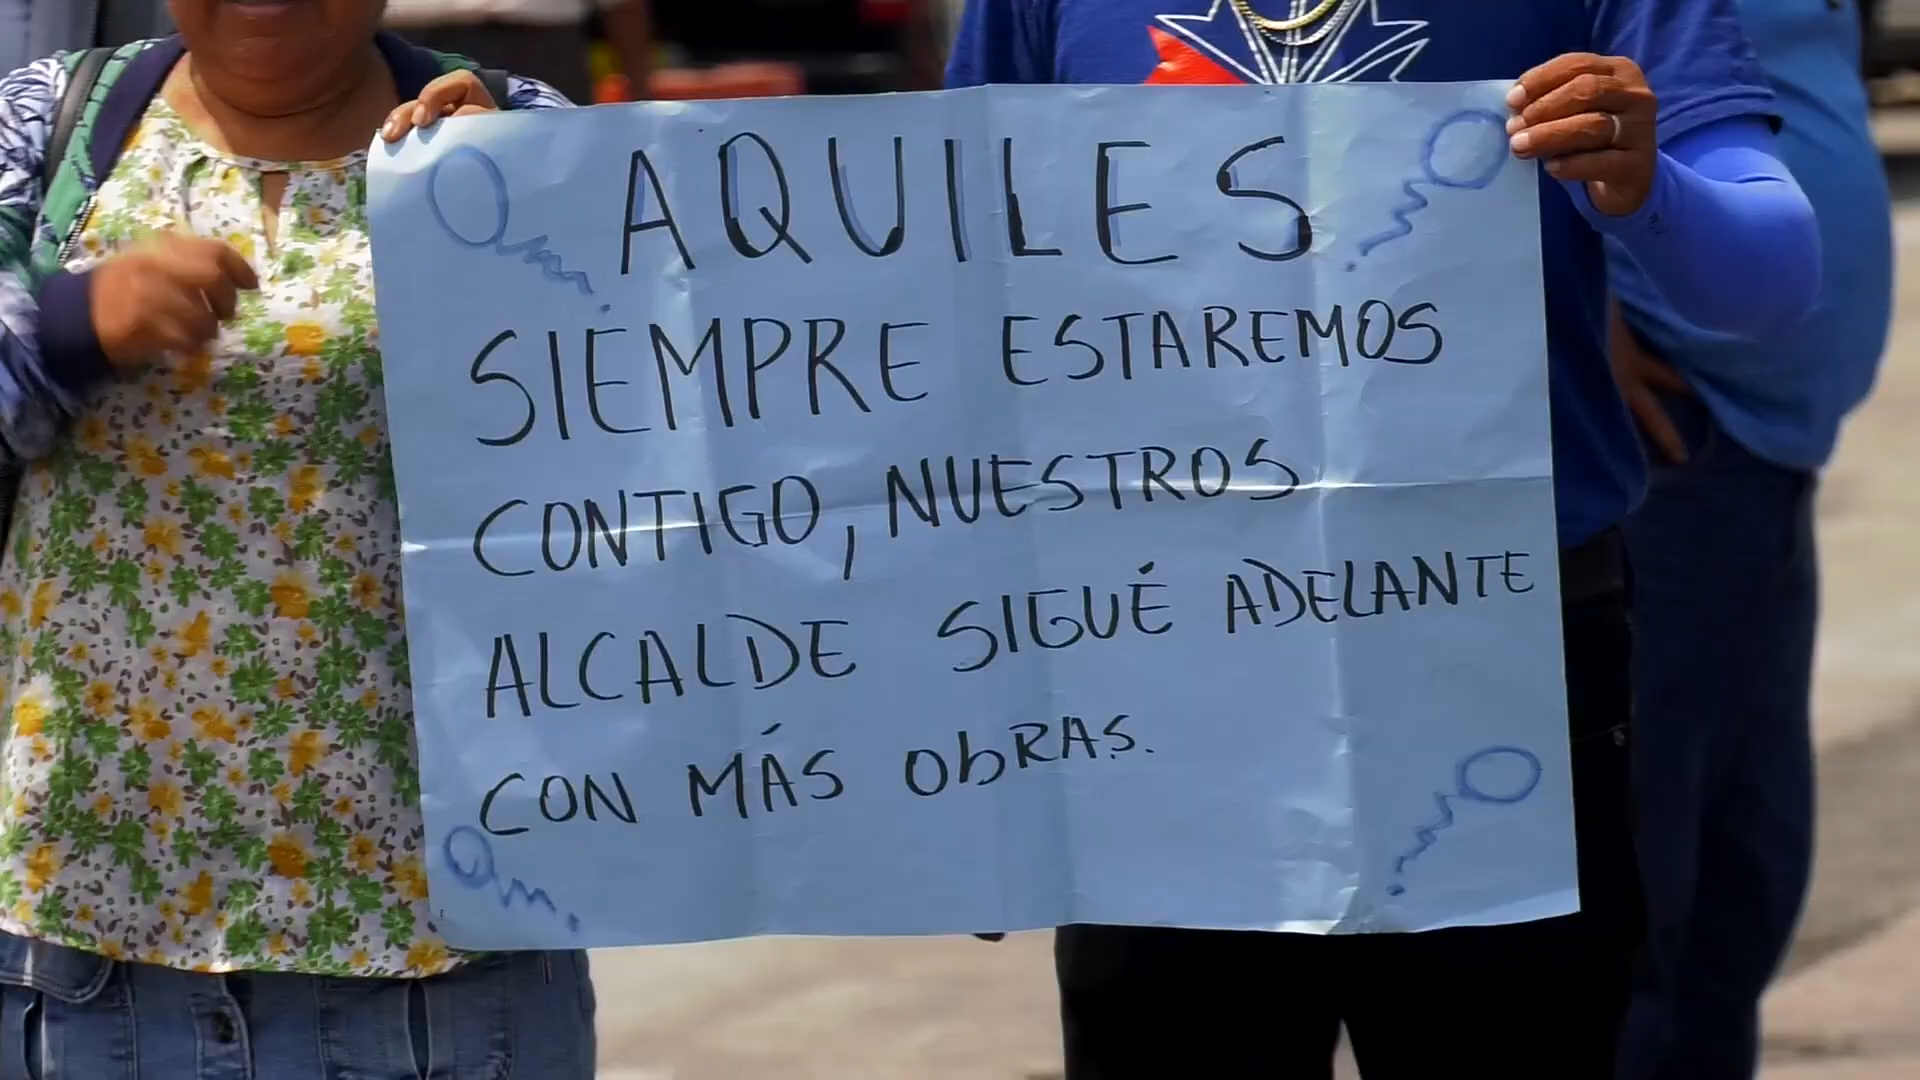 AQUILES
SIEMPRE ESTAREMOS
CONTIGO, NUESTROS
ALCALDE SIGUÉ ADELANTE
CON MÁS ObRAS.